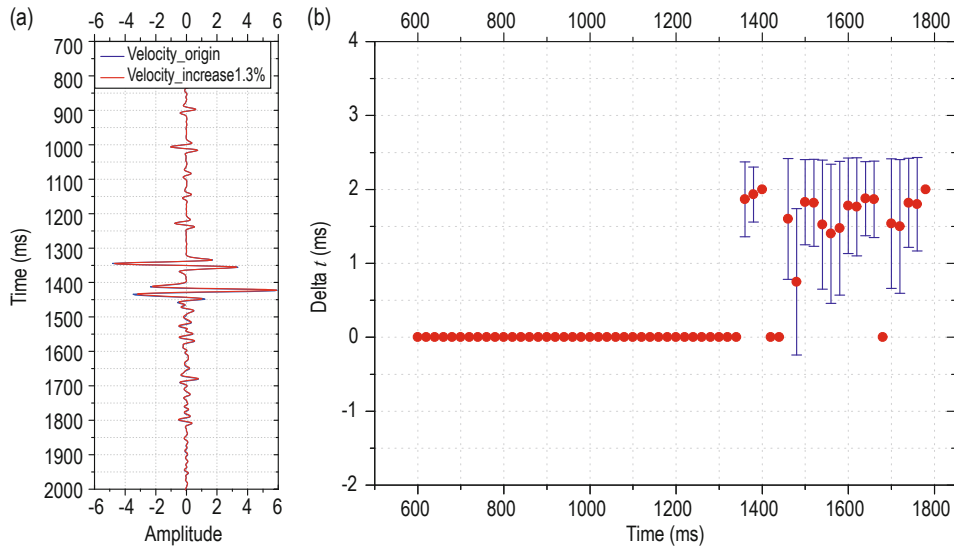 (a)
-6 -4 -2 0 2 4 6
700
800
900
1000
1100
1200
1300
1400
1500
1600
1700
1800
1900
2000
Time (ms)
Velocity_origin
Velocity_increase1.3%
-6 -4 -2 0 2 4 6
Amplitude
(b)
600 800 1000 1200 1400 1600 1800
4
3
2
1
0
-1
-2
Delta t (ms)
600 800 1000 1200 1400 1600 1800
Time (ms)